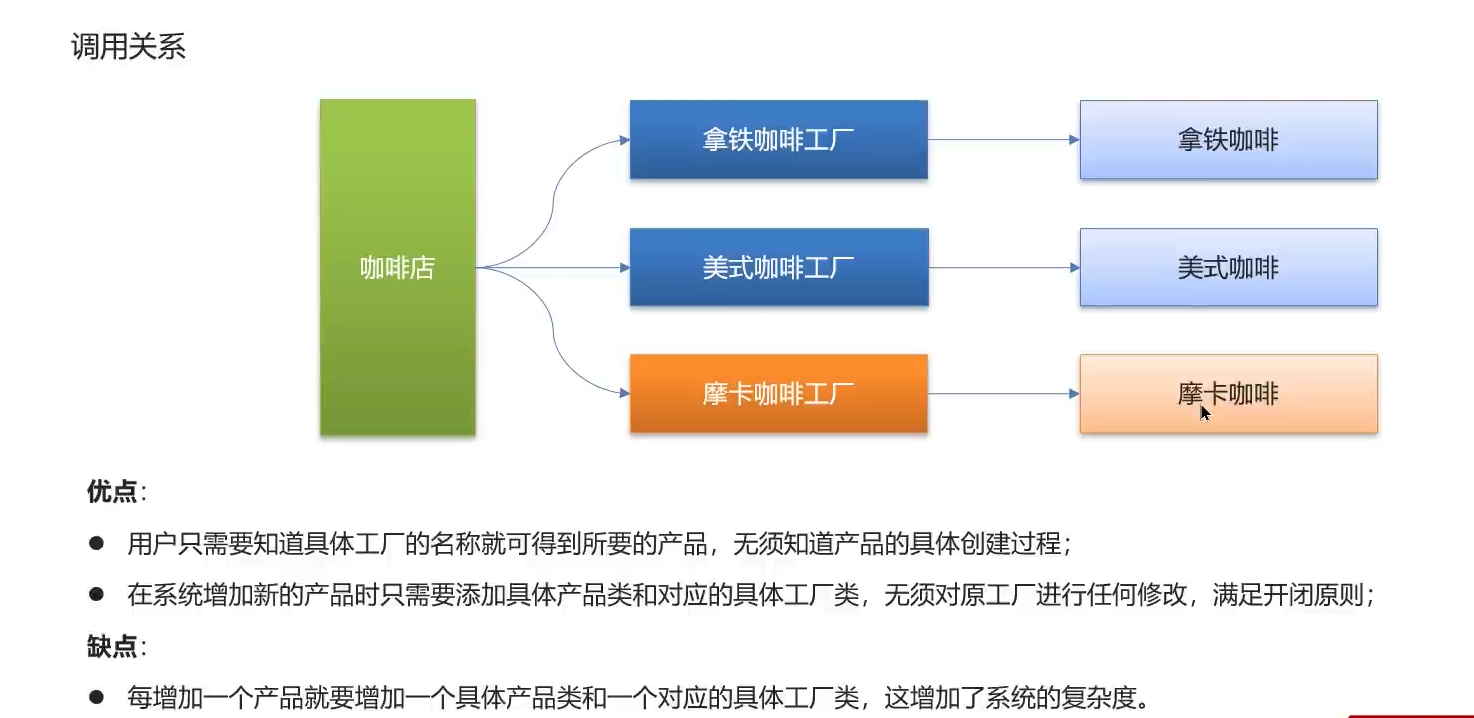 调用关系
咖啡店
拿铁咖啡工厂
拿铁咖啡
美式咖啡工厂
美式咖啡
摩卡咖啡工厂
摩卡咖啡
优点：
● 用户只需要知道具体工厂的名称就可得到所要的产品，无须知道产品的具体创建过程；
● 在系统增加新的产品时只需要添加具体产品类和对应的具体工厂类，无须对原工厂进行任何修改，满足开闭原则；
缺点：
● 每增加一个产品就要增加一个具体产品类和一个对应的具体工厂类，这增加了系统的复杂度。